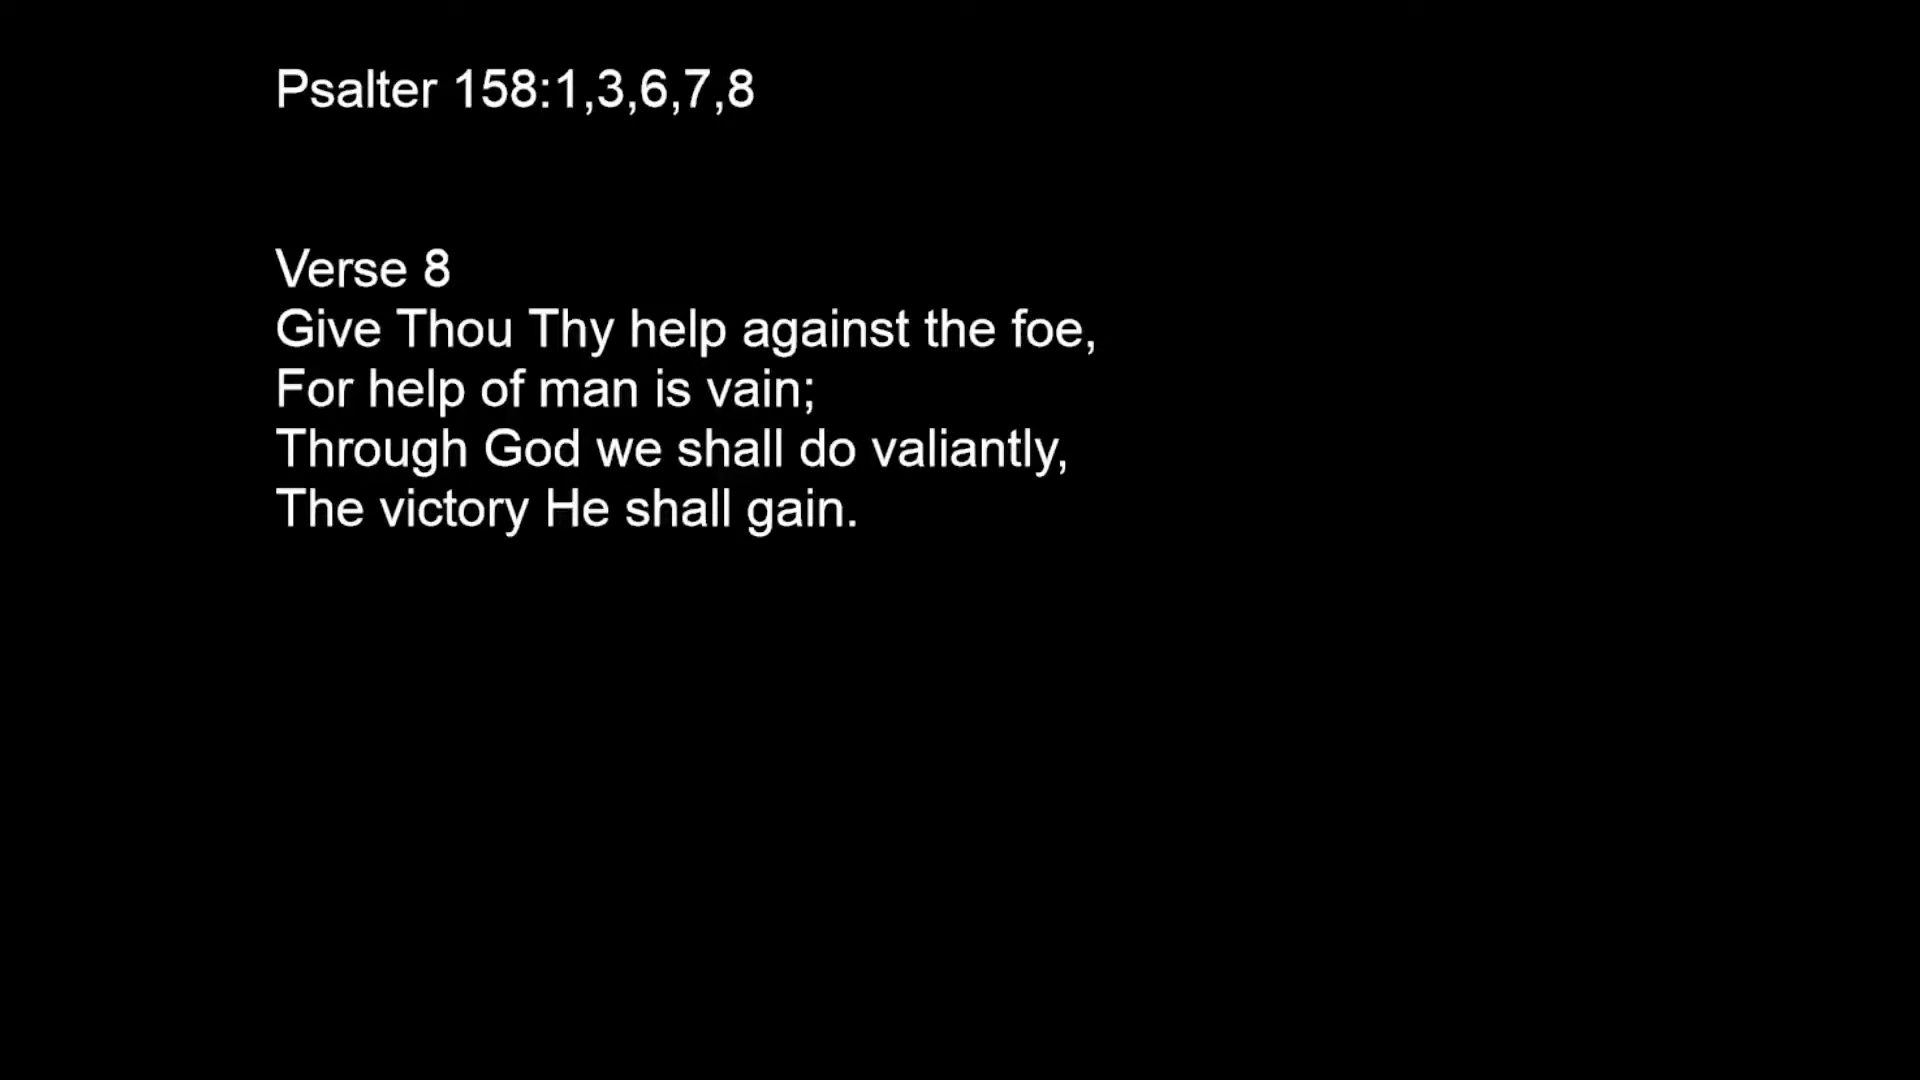 Psalter 158:1,3,6,7,8
Verse 8
Give Thou Thy help against the foe,
For help of man is vain;
Through God we shall do valiantly,
The victory He shall gain.